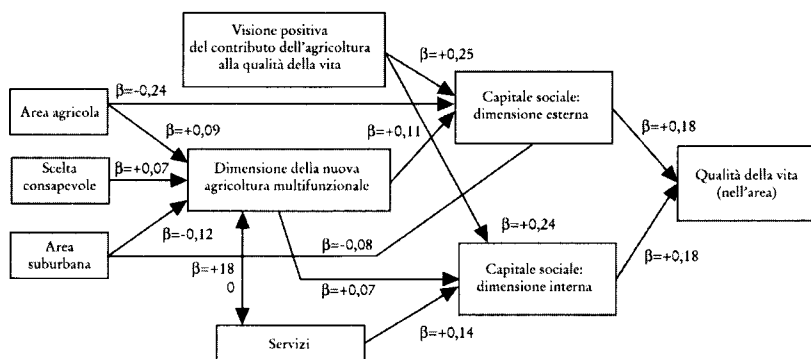 Visione positiva
del contributo dell'agricoltura
alla qualità della vita
β=+0,25
Area agricola
β=-0,24
Capitale sociale:
dimensione esterna
β=+0,09
β=+0,11
β=+0,18
Scelta
consapevole
β=+0,07
Dimensione della nuova
agricoltura multifunzionale
Qualità della vita
(nell'area)
β=-0,12
Area
suburbana
β=-0,08
β=+0,24
β=+18
0
β=+0,07
Capitale sociale:
dimensione interna
β=+0,18
Servizi
β=+0,14